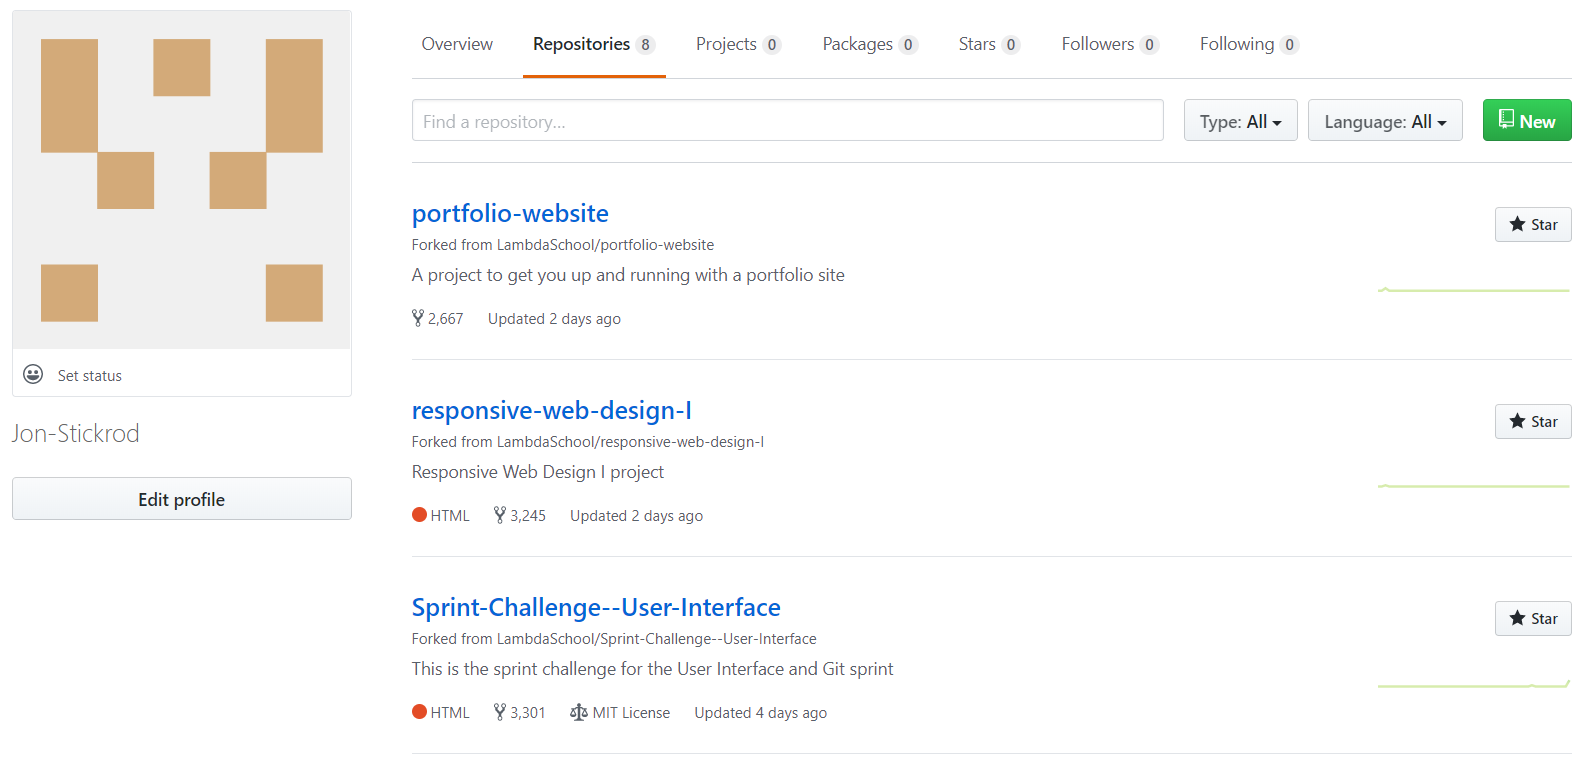 Overview Repositories 8 Projects 0 Packages 0 Stars 0 Followers 0 Following 0
Find a repository... Type: All Language: All New
portfolio-website
Star
Forked from LambdaSchool/portfolio-website
A project to get you up and running with a portfolio site
2,667 Updated 2 days ago
Set status
Jon-Stickrod
Edit profile
responsive-web-design-I
Star
Forked from LambdaSchool/responsive-web-design-I
Responsive Web Design I project
HTML 3,245 Updated 2 days ago
Sprint-Challenge--User-Interface
Star
Forked from LambdaSchool/Sprint-Challenge--User-Interface
This is the sprint challenge for the User Interface and Git sprint
HTML 3,301 MIT License Updated 4 days ago